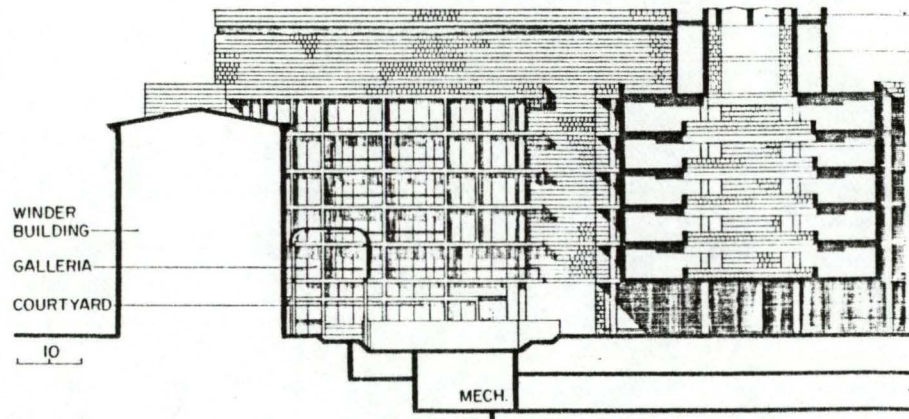 WINDER
BUILDING
GALLERIA
COURTYARD
10
MECH.